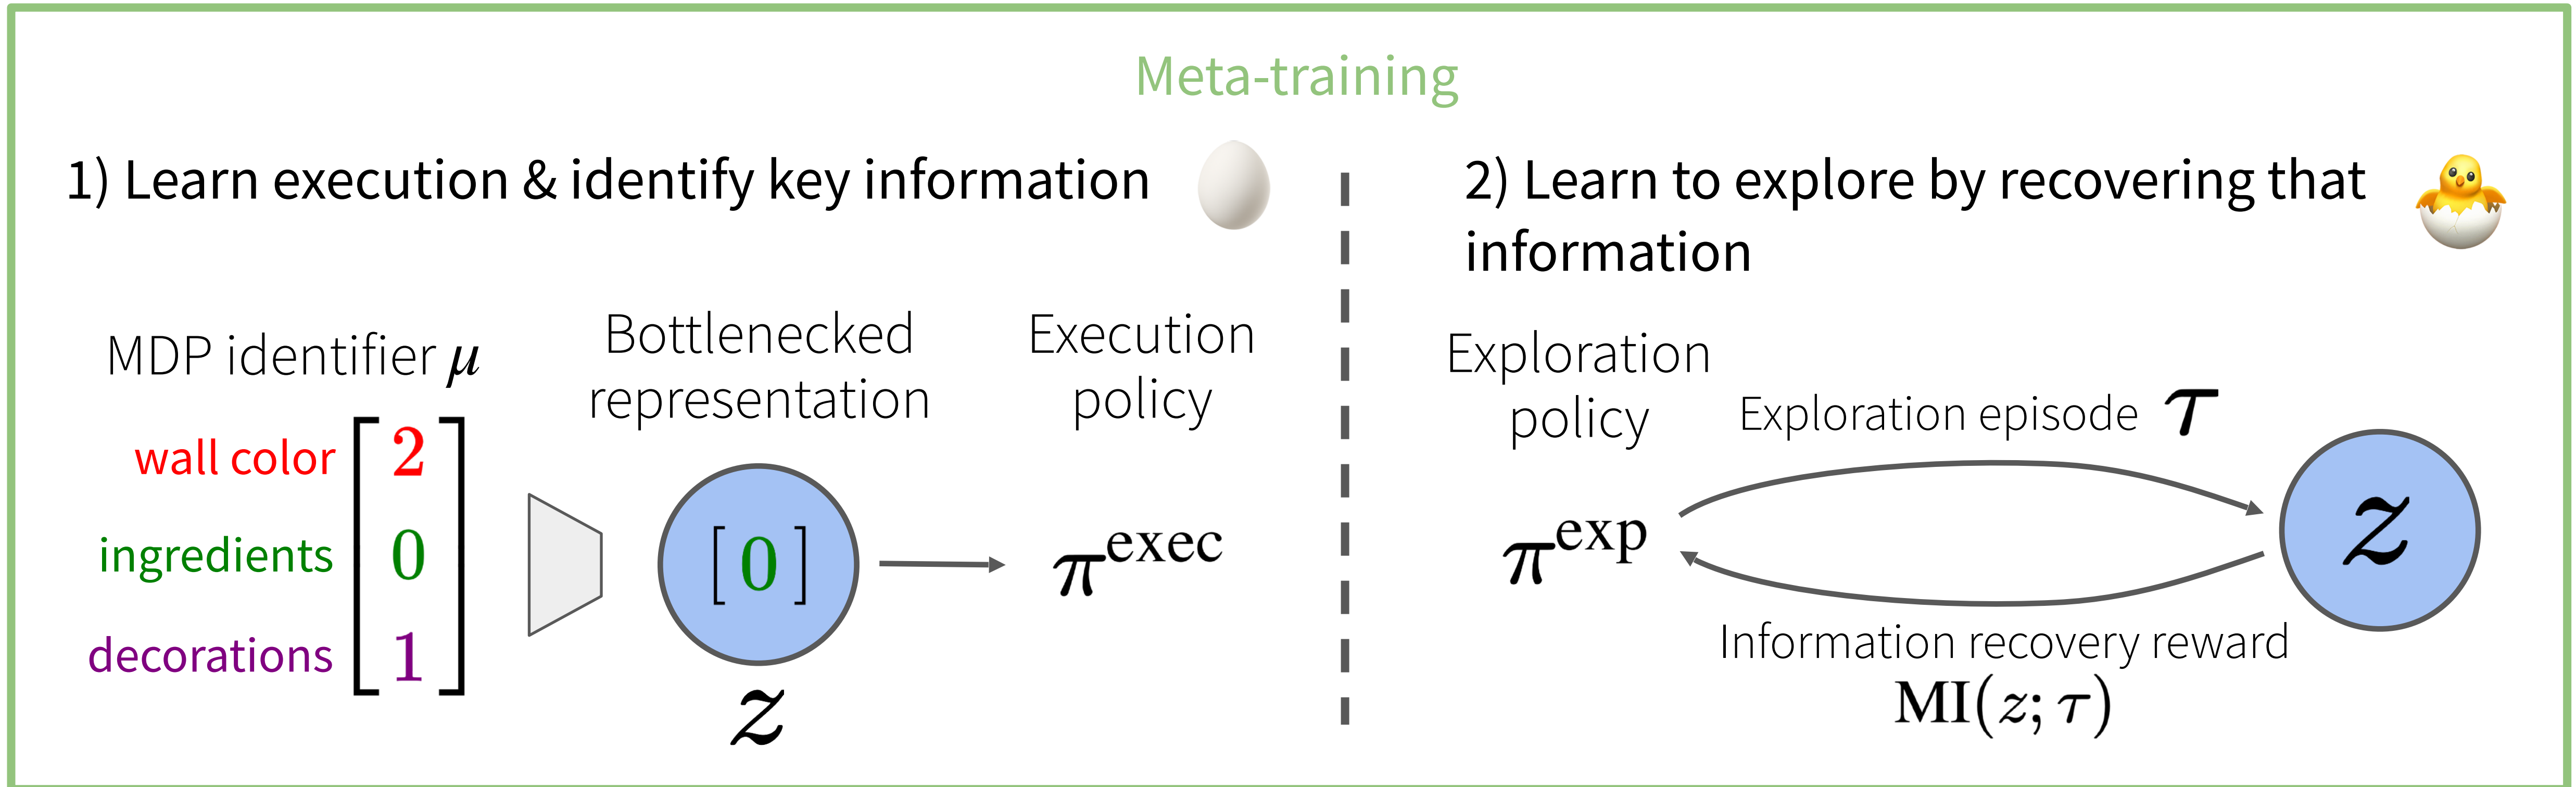 Meta-training
1) Learn execution & identify key information
MDP identifier μ
wall color
ingredients
decorations
2
0
1
Bottlenecked
representation
[0]
z
Execution
policy
π^exec
2) Learn to explore by recovering that
information
Exploration
policy
π^exp
Exploration episode τ
z
Information recovery reward
MI(z; τ)